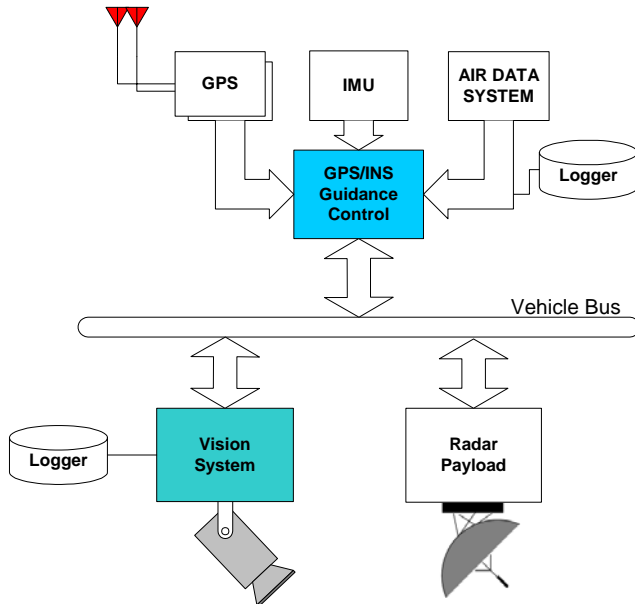 GPS
IMU
AIR DATA
SYSTEM
GPS/INS
Guidance
Control
Logger
Vehicle Bus
Logger
Vision
System
Radar
Payload